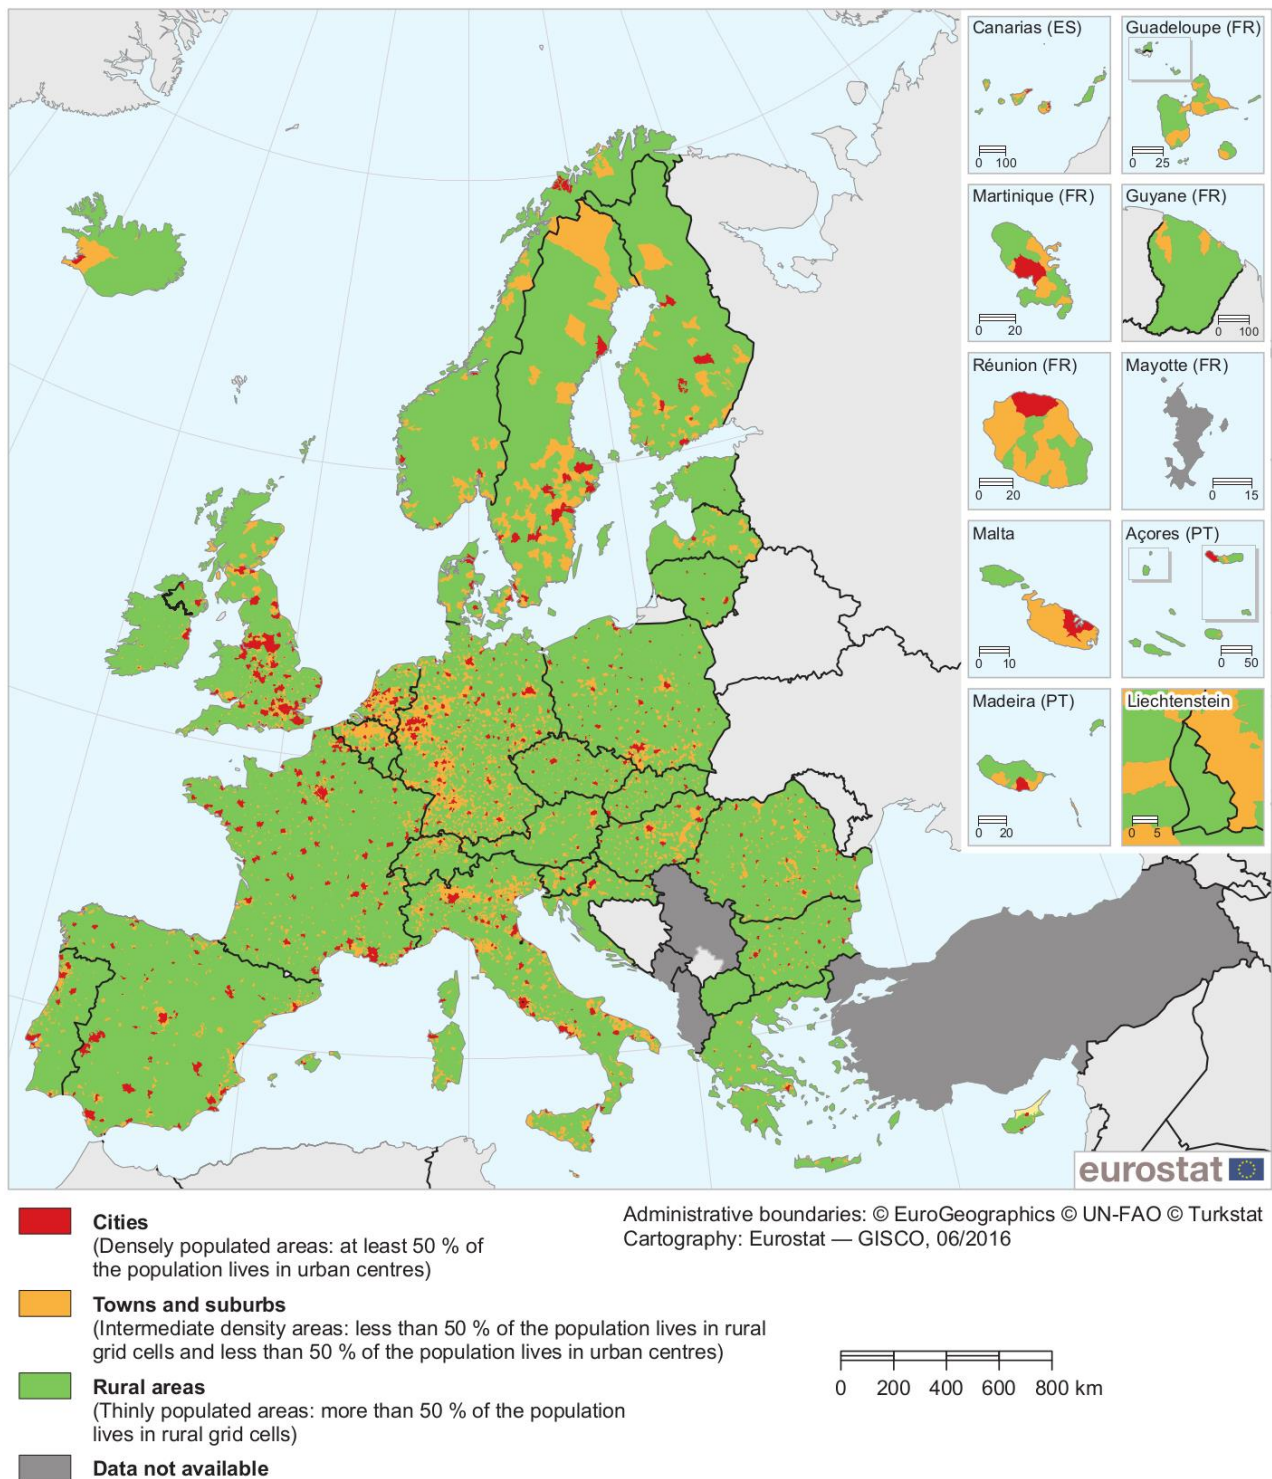 Canarias (ES)
0 100
Guadeloupe (FR)
0 25
Martinique (FR)
0 20
Guyane (FR)
0 100
Réunion (FR)
0 20
Mayotte (FR)
0 15
Malta
0 10
Açores (PT)
0 50
Madeira (PT)
0 20
Liechtenstein
0 5
eurostat
Administrative boundaries: © EuroGeographics © UN-FAO © Turkstat
Cartography: Eurostat — GISCO, 06/2016
Cities
(Densely populated areas: at least 50 % of
the population lives in urban centres)
Towns and suburbs
(Intermediate density areas: less than 50 % of the population lives in rural
grid cells and less than 50 % of the population lives in urban centres)
Rural areas
(Thinly populated areas: more than 50 % of the population
lives in rural grid cells)
Data not available
0 200 400 600 800 km